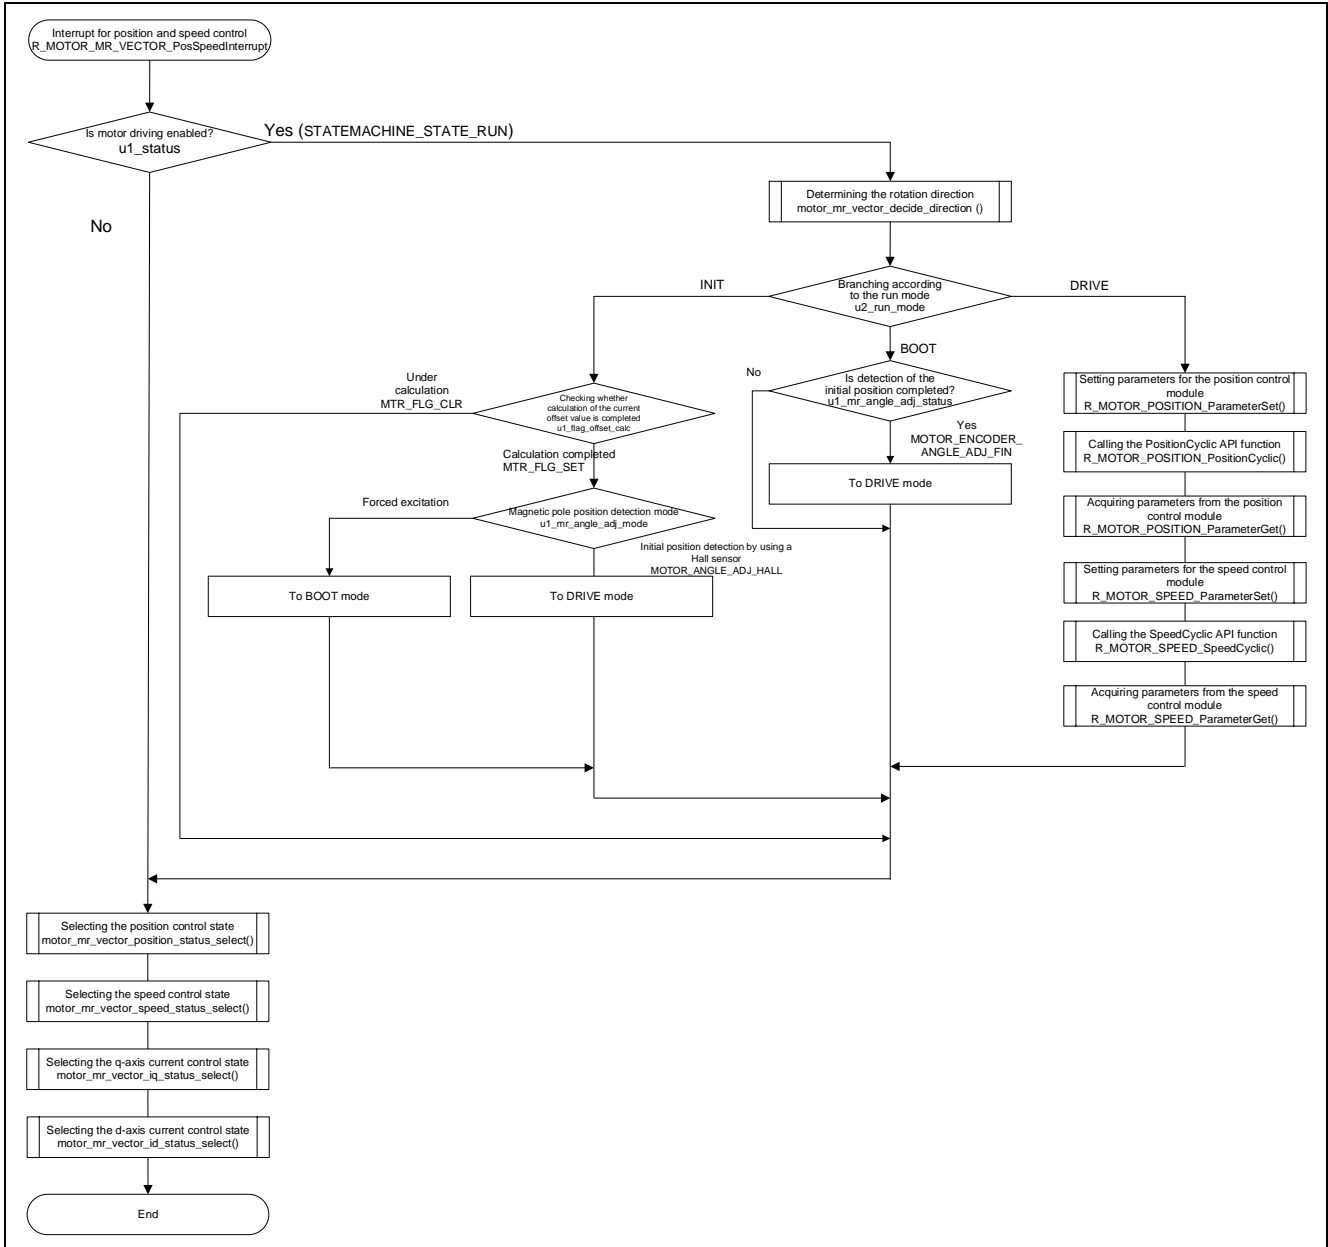 Interrupt for position and speed control
R_MOTOR_MR_VECTOR_PosSpeedInterrupt
Is motor driving enabled?
u1_status
Yes (STATEMACHINE_STATE_RUN)
No
Determining the rotation direction
motor_mr_vector_decide_direction ()
Branching according
to the run mode
u2_run_mode
INIT
DRIVE
BOOT
Under
calculation
MTR_FLG_CLR
Checking whether
calculation of the current
offset value is completed
u1_flag_offset_calc
Calculation completed
MTR_FLG_SET
Forced excitation
Magnetic pole position detection mode
u1_mr_angle_adj_mode
Initial position detection by using a
Hall sensor
MOTOR_ANGLE_ADJ_HALL
To BOOT mode
To DRIVE mode
No
Is detection of the
initial position completed?
u1_mr_angle_adj_status
Yes
MOTOR_ENCODER_
ANGLE_ADJ_FIN
To DRIVE mode
Setting parameters for the position control
module
R_MOTOR_POSITION_ParameterSet()
Calling the PositionCyclic API function
R_MOTOR_POSITION_PositionCyclic()
Acquiring parameters from the position
control module
R_MOTOR_POSITION_ParameterGet()
Setting parameters for the speed control
module
R_MOTOR_SPEED_ParameterSet()
Calling the SpeedCyclic API function
R_MOTOR_SPEED_SpeedCyclic()
Acquiring parameters from the speed
control module
R_MOTOR_SPEED_ParameterGet()
Selecting the position control state
motor_mr_vector_position_status_select()
Selecting the speed control state
motor_mr_vector_speed_status_select()
Selecting the q-axis current control state
motor_mr_vector_iq_status_select()
Selecting the d-axis current control state
motor_mr_vector_id_status_select()
End